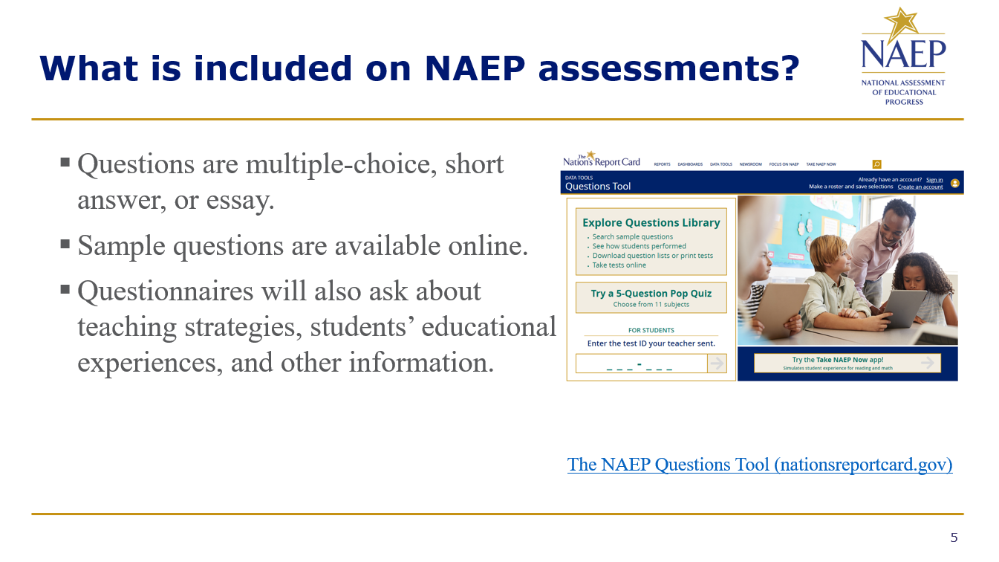 What is included on NAEP assessments?
NAEP
NATIONAL ASSESSMENT
OF EDUCATIONAL
PROGRESS
▪ Questions are multiple-choice, short
answer, or essay.
▪ Sample questions are available online.
▪ Questionnaires will also ask about
teaching strategies, students’ educational
experiences, and other information.
The
Nation's Report Card
REPORTS DASHBOARDS DATA TOOLS NEWSROOM FOCUS ON NAEP TAKE NAEP NOW
DATA TOOLS
Questions Tool
Already have an account? Sign in
Make a roster and save selections Create an account
Explore Questions Library
• Search sample questions
• See how students performed
• Download question lists or print tests
• Take tests online
Try a 5-Question Pop Quiz
Choose from 11 subjects
FOR STUDENTS
Enter the test ID your teacher sent.
_ _ _ - _ _ _
Try the Take NAEP Now app!
Simulates student experience for reading and math
The NAEP Questions Tool (nationsreportcard.gov)
5